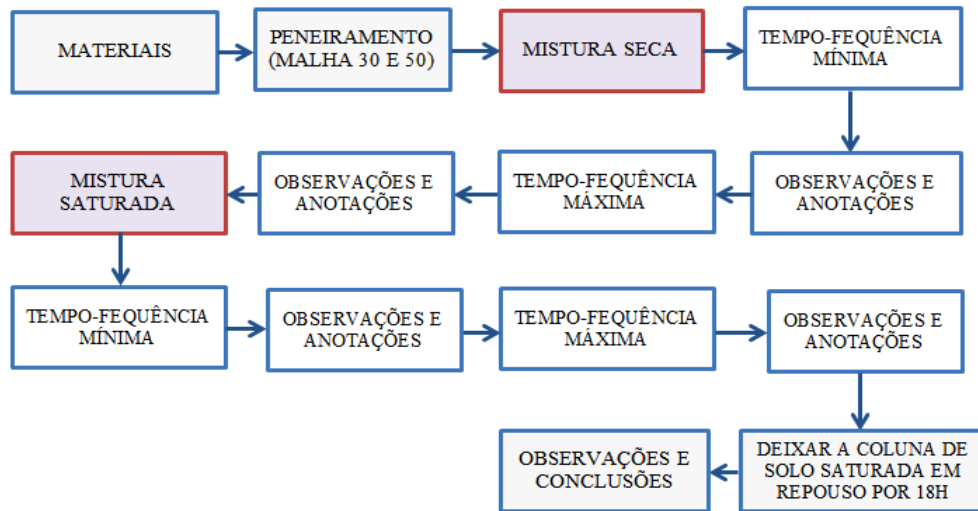 MATERIAIS
PENEIRAMENTO
(MALHA 30 E 50)
MISTURA SECA
TEMPO-FEQUÊNCIA
MÍNIMA
OBSERVAÇÕES E
ANOTAÇÕES
TEMPO-FEQUÊNCIA
MÁXIMA
OBSERVAÇÕES E
ANOTAÇÕES
MISTURA
SATURADA
TEMPO-FEQUÊNCIA
MÍNIMA
OBSERVAÇÕES E
ANOTAÇÕES
TEMPO-FEQUÊNCIA
MÁXIMA
OBSERVAÇÕES E
ANOTAÇÕES
DEIXAR A COLUNA DE
SOLO SATURADA EM
REPOUSO POR 18H
OBSERVAÇÕES E
CONCLUSÕES